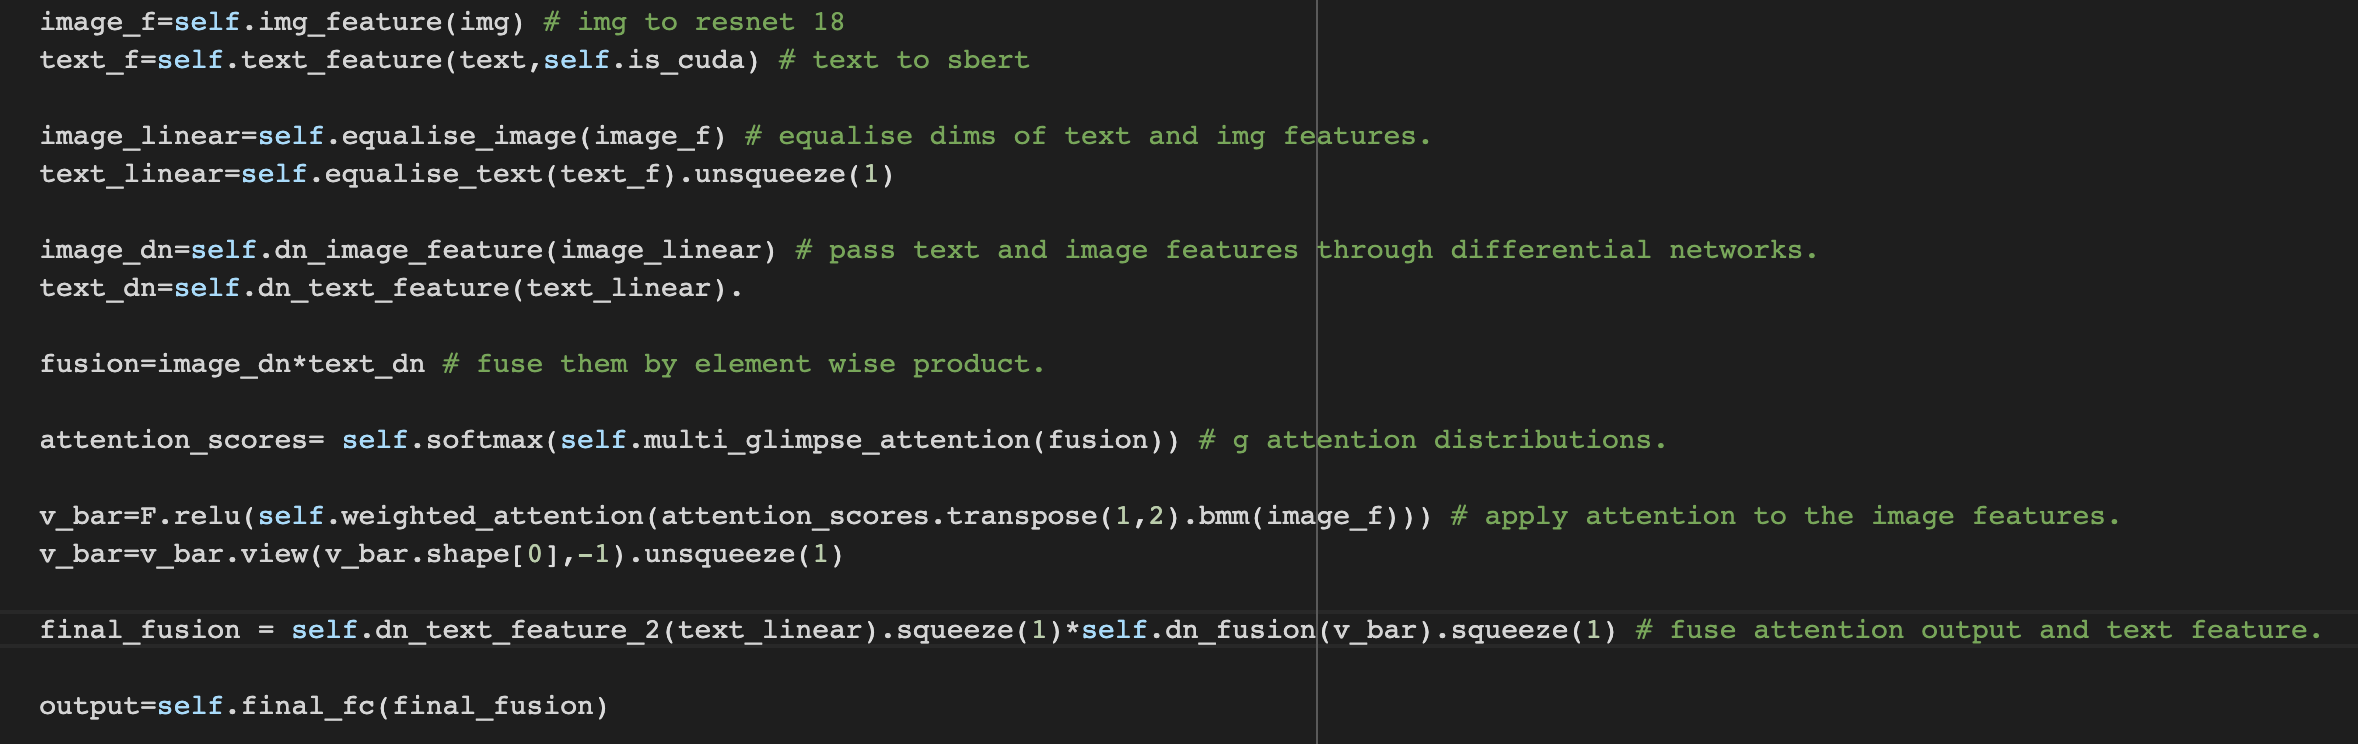 image_f=self.img_feature(img) # img to resnet 18
text_f=self.text_feature(text,self.is_cuda) # text to sbert
image_linear=self.equalise_image(image_f) # equalise dims of text and img features.
text_linear=self.equalise_text(text_f).unsqueeze(1)
image_dn=self.dn_image_feature(image_linear) # pass text and image features through differential networks.
text_dn=self.dn_text_feature(text_linear).
fusion=image_dn*text_dn # fuse them by element wise product.
attention_scores= self.softmax(self.multi_glimpse_attention(fusion)) # g attention distributions.
v_bar=F.relu(self.weighted_attention(attention_scores.transpose(1,2).bmm(image_f))) # apply attention to the image features.
v_bar=v_bar.view(v_bar.shape[0],-1).unsqueeze(1)
final_fusion = self.dn_text_feature_2(text_linear).squeeze(1)*self.dn_fusion(v_bar).squeeze(1) # fuse attention output and text feature.
output=self.final_fc(final_fusion)